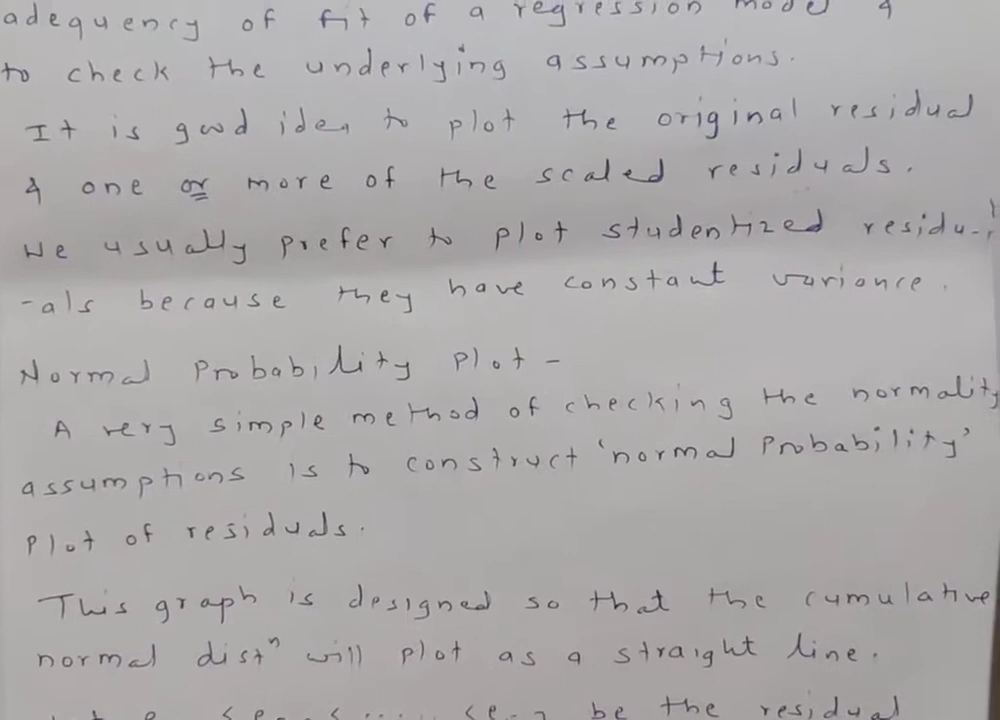 adequency of fit of a regression model &
to check the underlying assumptions.
It is good idea to plot the original residual
& one or more of the scaled residuals.
We usually prefer to plot studentized residu-
-als because they have constant variance.
Normal Probability Plot -
A very simple method of checking the normality
assumptions is to construct 'normal Probability'
Plot of residuals.
This graph is designed so that the cumulative
normal distⁿ will plot as a straight line.
be the residual